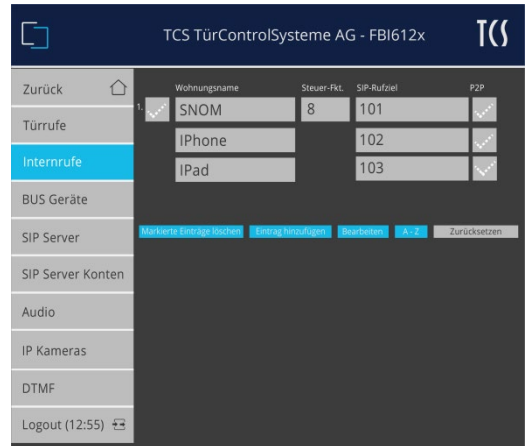 TCS TürControlSysteme AG - FBI612x
TCS
Zurück
Türrufe
Internrufe
BUS Geräte
SIP Server
SIP Server Konten
Audio
IP Kameras
DTMF
Logout (12:55)
Wohnungsname Steuer-Fkt. SIP-Rufziel P2P
1. SNOM 8 101
IPhone 102
IPad 103
Markierte Einträge löschen Eintrag hinzufügen Bearbeiten A - Z Zurücksetzen